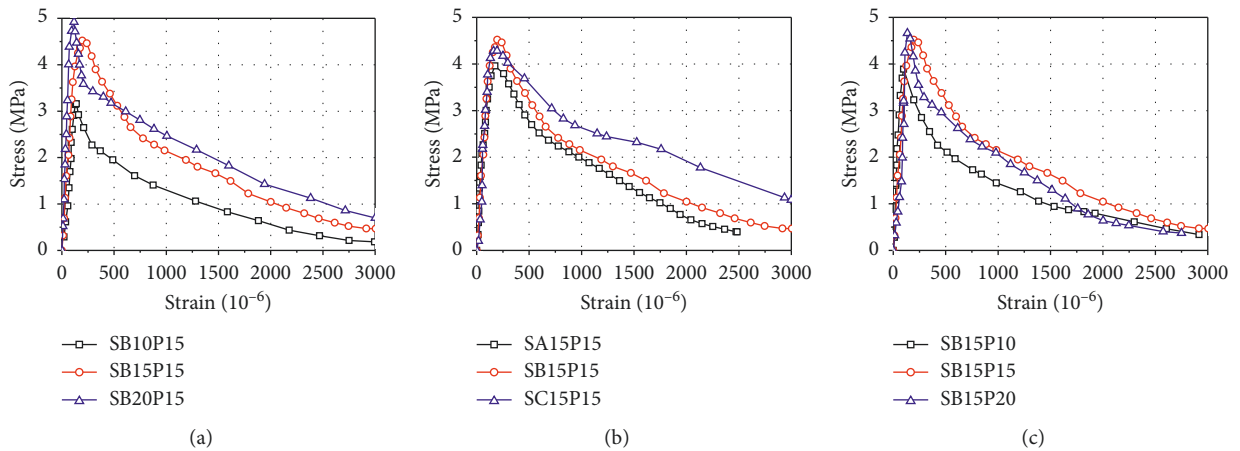 5
4
3
2
1
0
Stress (MPa)
0 500 1000 1500 2000 2500 3000
Strain (10⁻⁶)
SB10P15
SB15P15
SB20P15
(a)
5
4
3
2
1
0
Stress (MPa)
0 500 1000 1500 2000 2500 3000
Strain (10⁻⁶)
SA15P15
SB15P15
SC15P15
(b)
5
4
3
2
1
0
Stress (MPa)
0 500 1000 1500 2000 2500 3000
Strain (10⁻⁶)
SB15P10
SB15P15
SB15P20
(c)